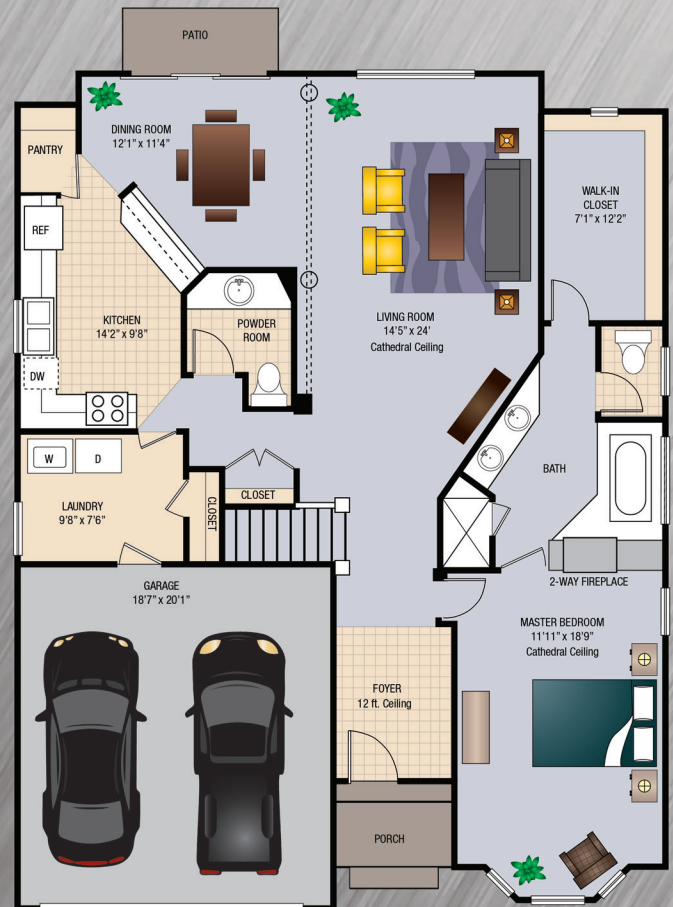 PATIO
DINING ROOM
12'1" x 11'4"
PANTRY
REF
WALK-IN
CLOSET
7'1" x 12'2"
KITCHEN
14'2" x 9'8"
POWDER
ROOM
LIVING ROOM
14'5" x 24'
Cathedral Ceiling
DW
BATH
W
D
LAUNDRY
9'8" x 7'6"
CLOSET
CLOSET
2-WAY FIREPLACE
GARAGE
18'7" x 20'1"
MASTER BEDROOM
11'11" x 18'9"
Cathedral Ceiling
FOYER
12 ft. Ceiling
PORCH